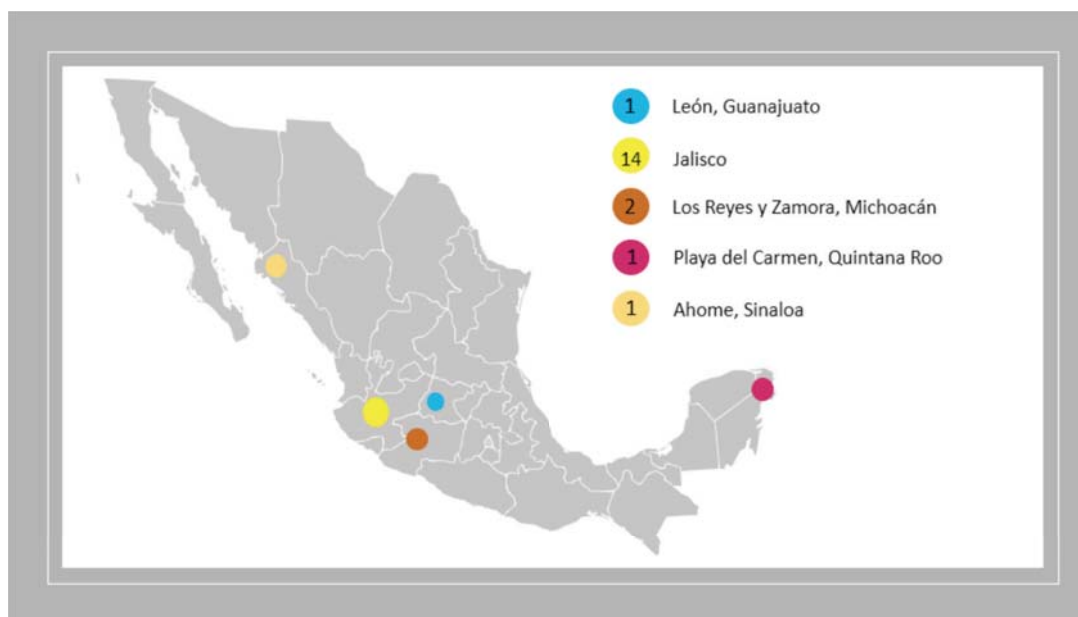 1 León, Guanajuato
14 Jalisco
2 Los Reyes y Zamora, Michoacán
1 Playa del Carmen, Quintana Roo
1 Ahome, Sinaloa